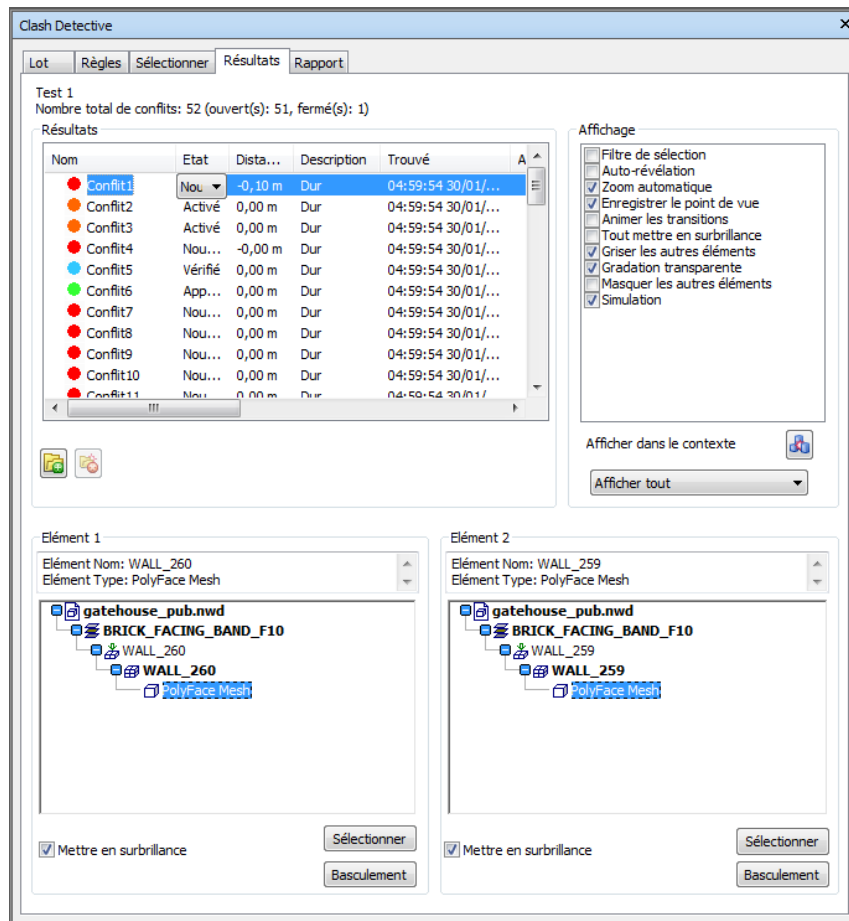 Clash Detective
Lot Règles Sélectionner Résultats Rapport
Test 1
Nombre total de conflits: 52 (ouvert(s): 51, fermé(s): 1)
Résultats
Nom Etat Dista... Description Trouvé A
Conflit1 Nou -0,10 m Dur 04:59:54 30/01/...
Conflit2 Activé 0,00 m Dur 04:59:54 30/01/...
Conflit3 Activé 0,00 m Dur 04:59:54 30/01/...
Conflit4 Nou... -0,00 m Dur 04:59:54 30/01/...
Conflit5 Vérifié 0,00 m Dur 04:59:54 30/01/...
Conflit6 App... 0,00 m Dur 04:59:54 30/01/...
Conflit7 Nou... 0,00 m Dur 04:59:54 30/01/...
Conflit8 Nou... 0,00 m Dur 04:59:54 30/01/...
Conflit9 Nou... 0,00 m Dur 04:59:54 30/01/...
Conflit10 Nou... 0,00 m Dur 04:59:54 30/01/...
Conflit11 Nou... 0,00 m Dur 04:59:54 30/01/...
Affichage
Filtre de sélection
Auto-révélation
Zoom automatique
Enregistrer le point de vue
Animer les transitions
Tout mettre en surbrillance
Griser les autres éléments
Gradation transparente
Masquer les autres éléments
Simulation
Afficher dans le contexte
Afficher tout
Elément 1
Elément Nom: WALL_260
Elément Type: PolyFace Mesh
gatehouse_pub.nwd
BRICK_FACING_BAND_F10
WALL_260
WALL_260
PolyFace Mesh
Mettre en surbrillance
Sélectionner
Basculement
Elément 2
Elément Nom: WALL_259
Elément Type: PolyFace Mesh
gatehouse_pub.nwd
BRICK_FACING_BAND_F10
WALL_259
WALL_259
PolyFace Mesh
Mettre en surbrillance
Sélectionner
Basculement